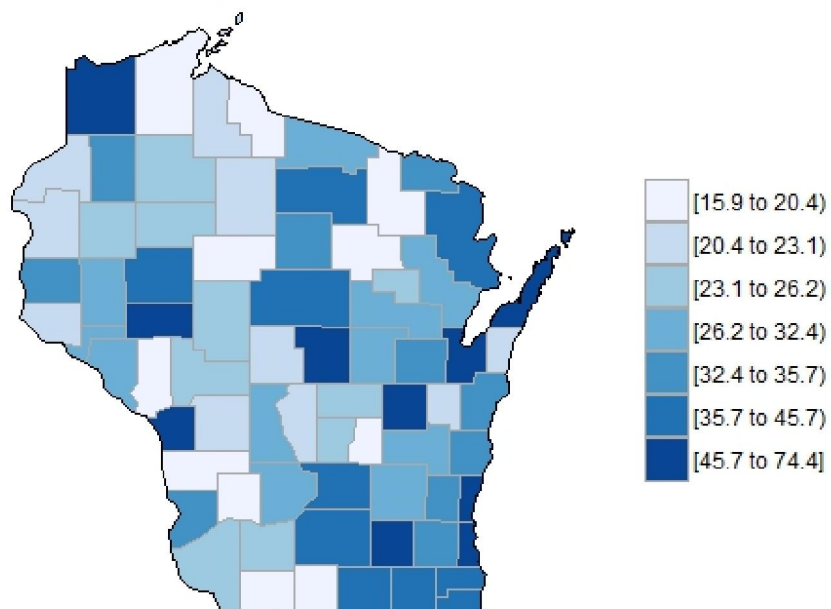 [15.9 to 20.4)
[20.4 to 23.1)
[23.1 to 26.2)
[26.2 to 32.4)
[32.4 to 35.7)
[35.7 to 45.7)
[45.7 to 74.4]